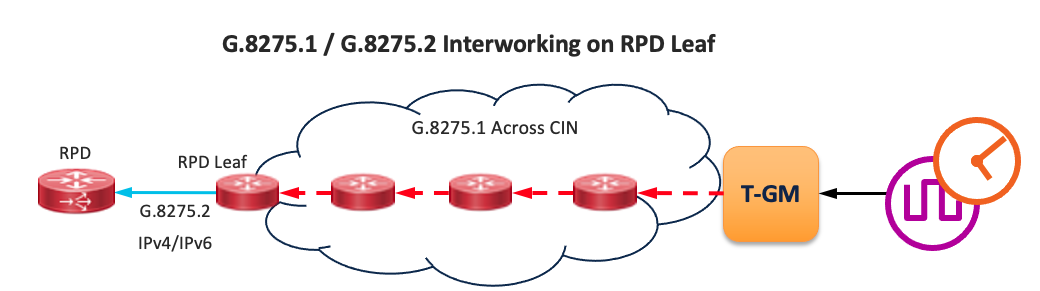 G.8275.1 / G.8275.2 Interworking on RPD Leaf
G.8275.1 Across CIN
RPD
RPD Leaf
T-GM
G.8275.2
IPv4/IPv6